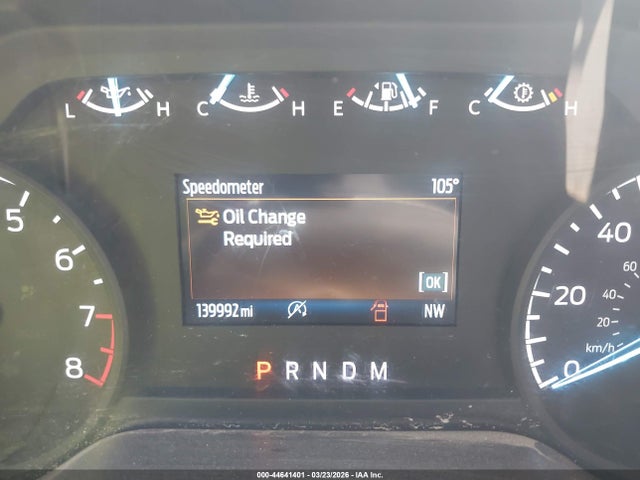 L H C H E F C H
Speedometer 105°
Oil Change
Required
[OK]
139992 mi NW
P R N D M
5
6
7
8
40
20
0
60
40
20
km/h
000-44641401 | 03/23/2026 | IAA Inc.